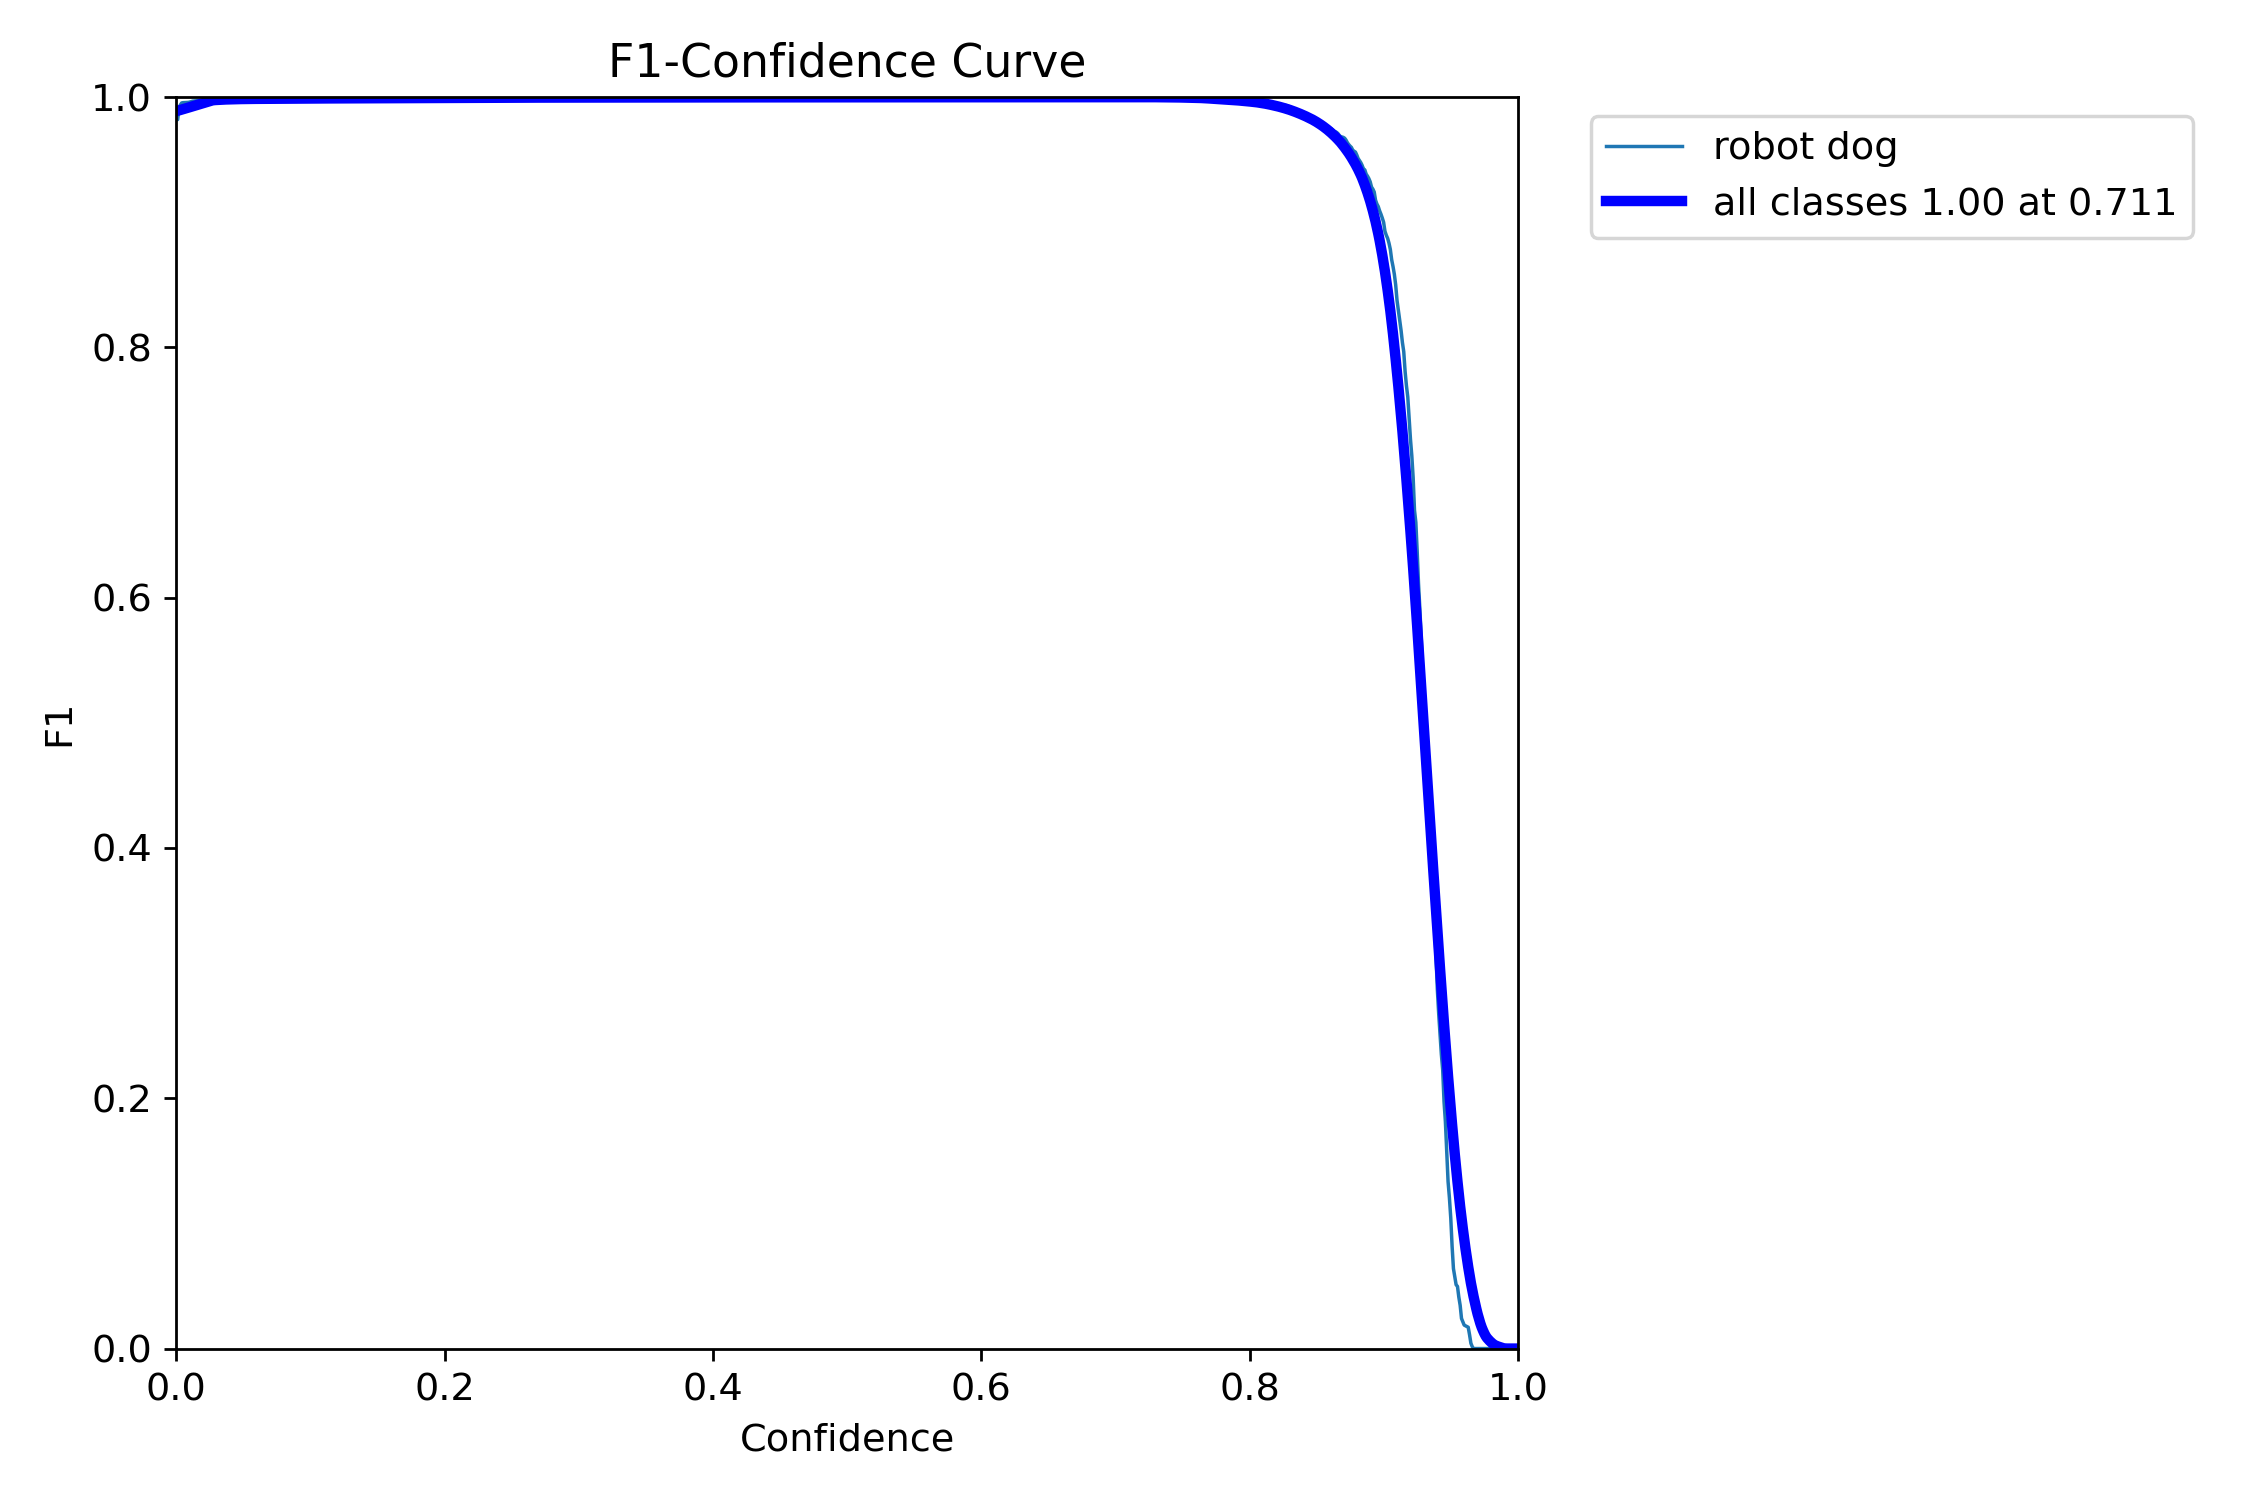 F1-Confidence Curve
robot dog
all classes 1.00 at 0.711
1.0
0.8
0.6
0.4
0.2
0.0
F1
0.0 0.2 0.4 0.6 0.8 1.0
Confidence